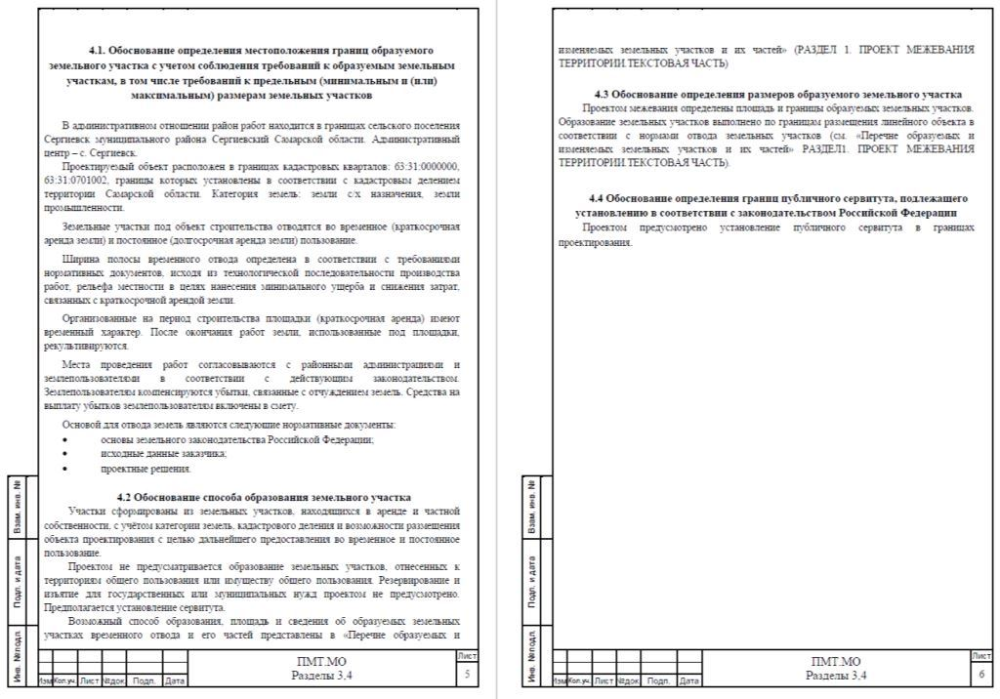 4.1. Обоснование определения местоположения границ образуемого
земельного участка с учетом соблюдения требований к образуемым земельным
участкам, в том числе требований к предельным (минимальным и (или)
максимальным) размерам земельных участков
В административном отношении район работ находится в границах сельского поселения
Сергиевск муниципального района Сергиевский Самарской области. Административный
центр – с. Сергиевск.
Проектируемый объект расположен в границах кадастровых кварталов: 63:31:0000000,
63:31:0701002, границы которых установлены в соответствии с кадастровым делением
территории Самарской области. Категория земель: земли с/х назначения, земли
промышленности.
Земельные участки под объект строительства отводятся во временное (краткосрочная
аренда земли) и постоянное (долгосрочная аренда земли) пользование.
Ширина полосы временного отвода определена в соответствии с требованиями
нормативных документов, исходя из технологической последовательности производства
работ, рельефа местности в целях нанесения минимального ущерба и снижения затрат,
связанных с краткосрочной арендой земли.
Организованные на период строительства площадки (краткосрочная аренда) имеют
временный характер. После окончания работ земли, использованные под площадки,
рекультивируются.
Места проведения работ согласовываются с районными администрациями и
землепользователями в соответствии с действующим законодательством.
Землепользователям компенсируются убытки, связанные с отчуждением земель. Средства на
выплату убытков землепользователям включены в смету.
Основой для отвода земель являются следующие нормативные документы:
• основы земельного законодательства Российской Федерации;
• исходные данные заказчика;
• проектные решения.
4.2 Обоснование способа образования земельного участка
Участки сформированы из земельных участков, находящихся в аренде и частной
собственности, с учётом категории земель, кадастрового деления и возможности размещения
объекта проектирования с целью дальнейшего предоставления во временное и постоянное
пользование.
Проектом не предусматривается образование земельных участков, отнесенных к
территориям общего пользования или имуществу общего пользования. Резервирование и
изъятие для государственных или муниципальных нужд проектом не предусмотрено.
Предполагается установление сервитута.
Возможный способ образования, площадь и сведения об образуемых земельных
участках временного отвода и его частей представлены в «Перечне образуемых и
Взам. инв. №
Подп. и дата
Инв. №подл.
Изм Кол.уч. Лист №док. Подп. Дата
ПМТ.МО
Разделы 3,4
Лист
5
изменяемых земельных участков и их частей» (РАЗДЕЛ 1. ПРОЕКТ МЕЖЕВАНИЯ
ТЕРРИТОРИИ.ТЕКСТОВАЯ ЧАСТЬ)
4.3 Обоснование определения размеров образуемого земельного участка
Проектом межевания определены площадь и границы образуемых земельных участков.
Образование земельных участков выполнено по границам размещения линейного объекта в
соответствии с нормами отвода земельных участков (см. «Перечне образуемых и
изменяемых земельных участков и их частей» РАЗДЕЛ1. ПРОЕКТ МЕЖЕВАНИЯ
ТЕРРИТОРИИ.ТЕКСТОВАЯ ЧАСТЬ).
4.4 Обоснование определения границ публичного сервитута, подлежащего
установлению в соответствии с законодательством Российской Федерации
Проектом предусмотрено установление публичного сервитута в границах
проектирования.
Взам. инв. №
Подп. и дата
Инв. №подл.
Изм Кол.уч. Лист №док. Подп. Дата
ПМТ.МО
Разделы 3,4
Лист
6